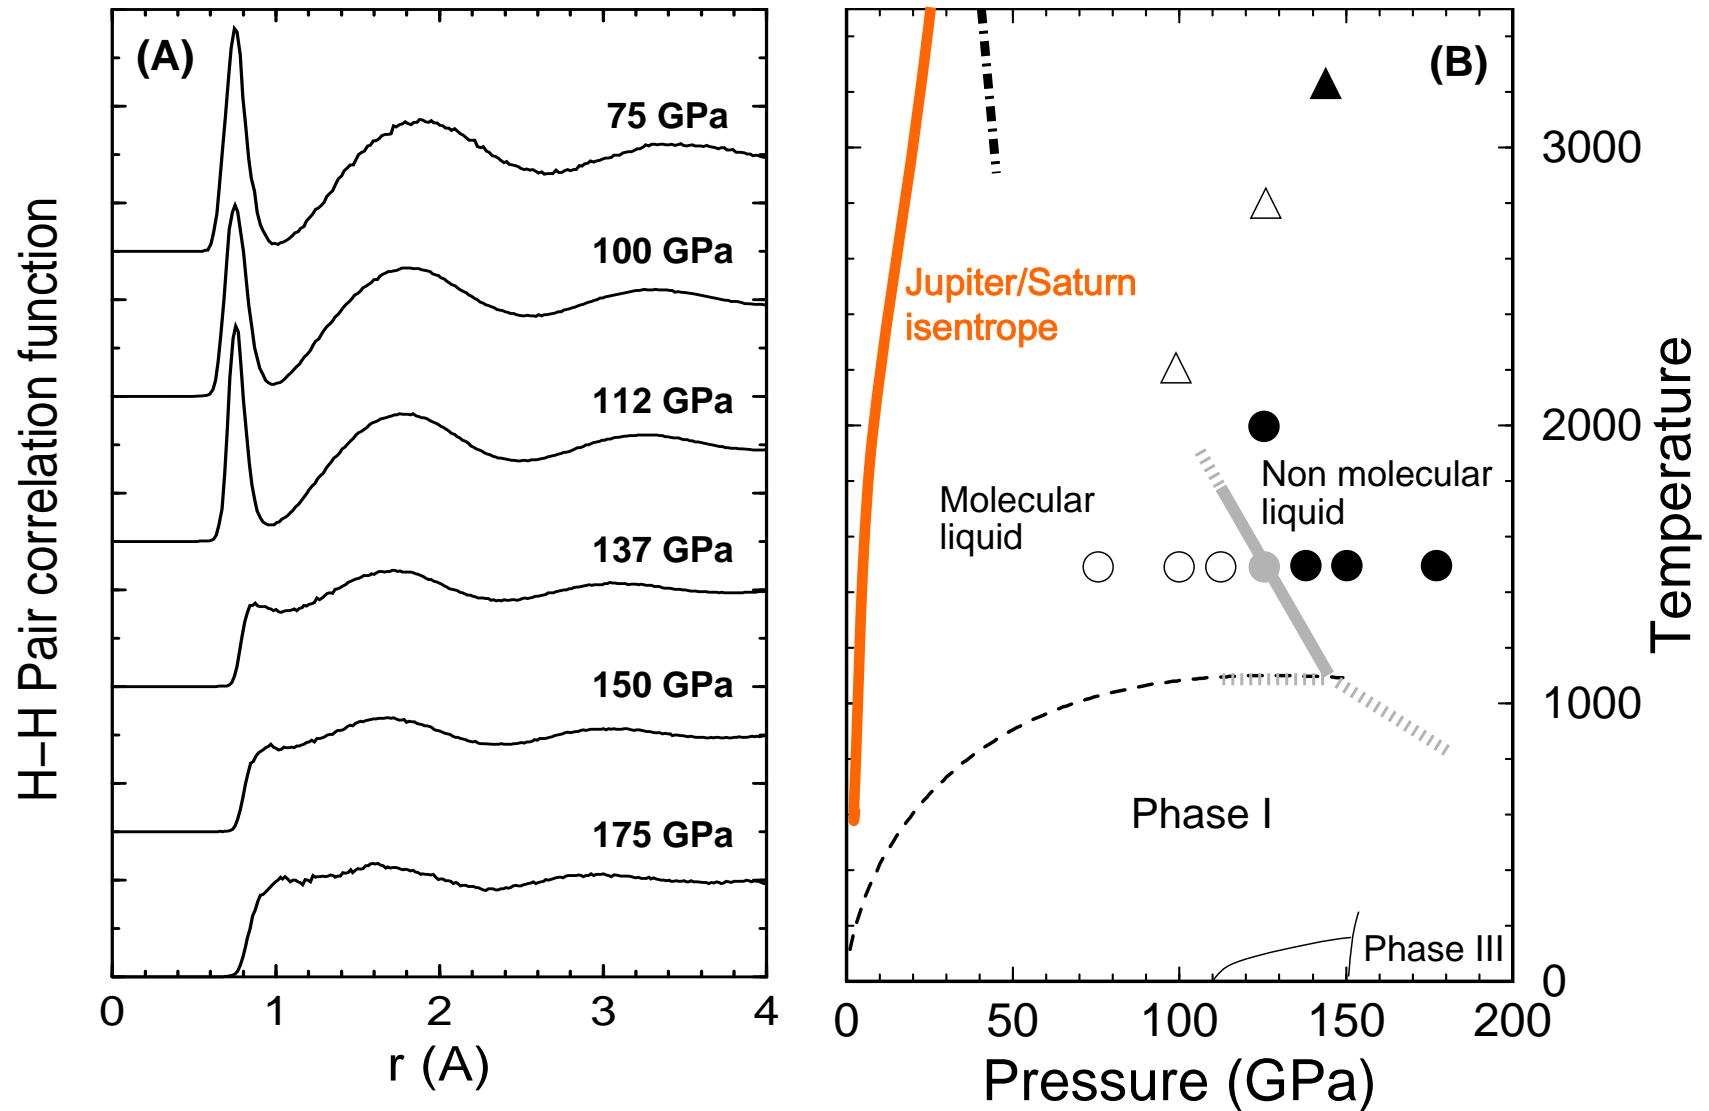 (A)
75 GPa
100 GPa
112 GPa
137 GPa
150 GPa
175 GPa
H–H Pair correlation function
0 1 2 3 4
r (A)
(B)
Jupiter/Saturn
isentrope
Molecular
liquid
Non molecular
liquid
Phase I
Phase III
3000
2000
1000
0
Temperature
0 50 100 150 200
Pressure (GPa)